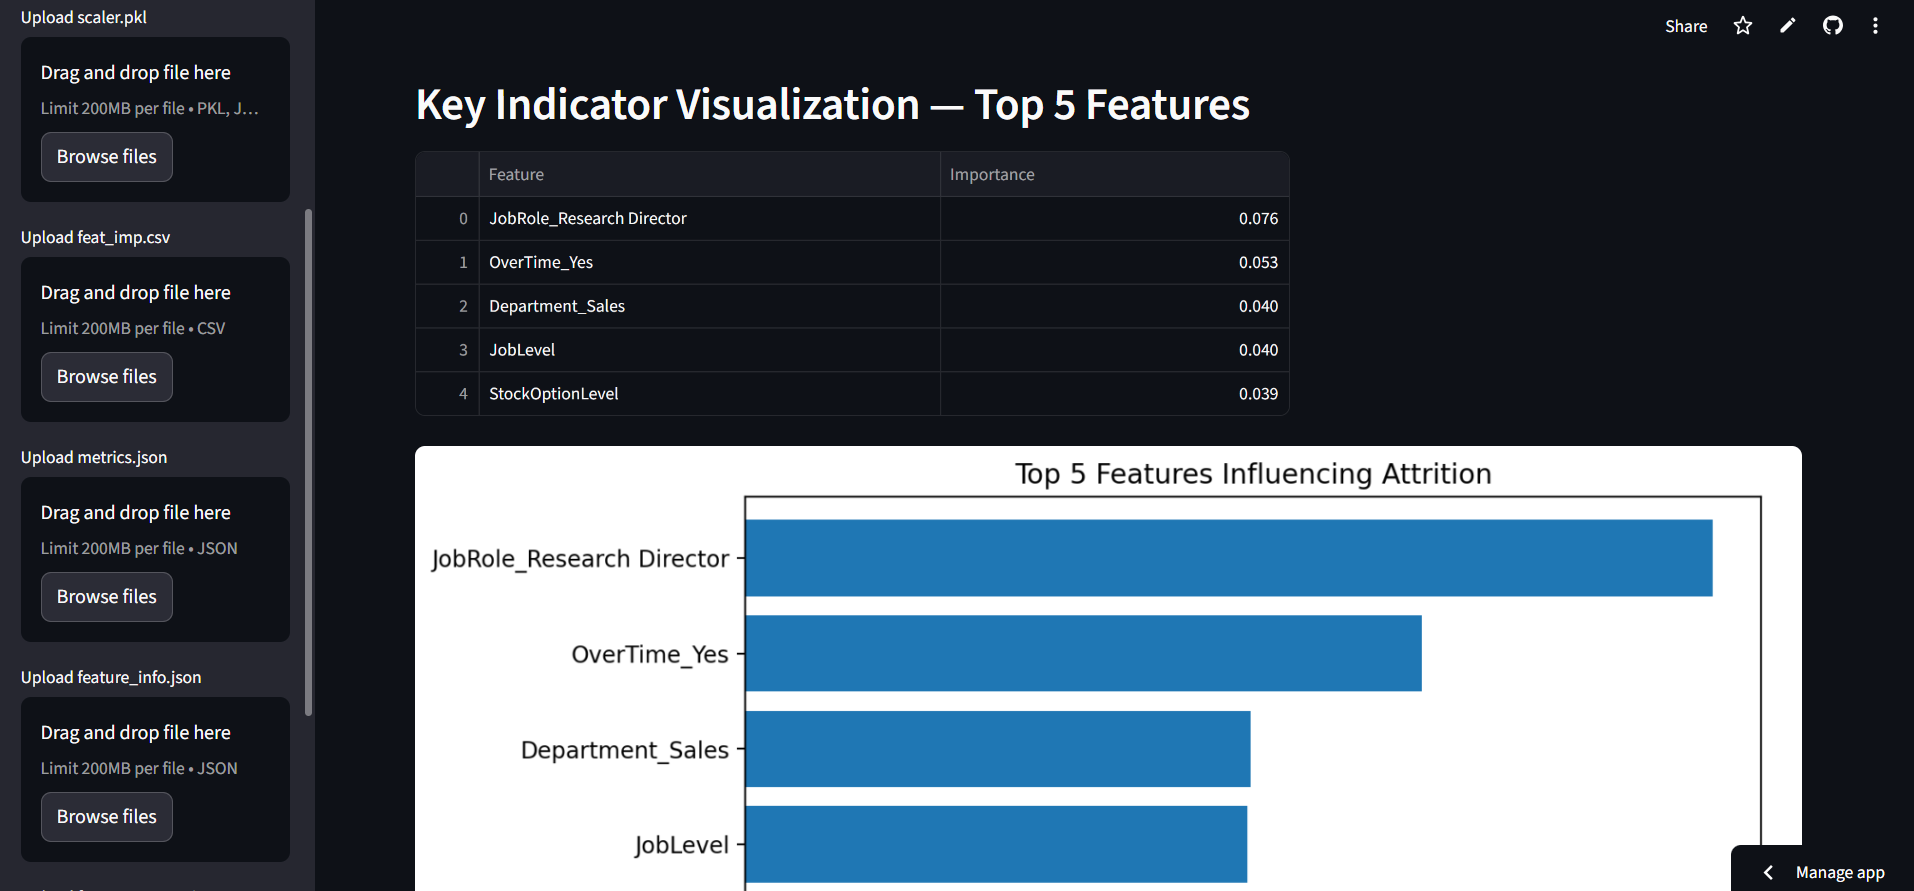 Upload scaler.pkl
Drag and drop file here
Limit 200MB per file • PKL, J...
Browse files
Upload feat_imp.csv
Drag and drop file here
Limit 200MB per file • CSV
Browse files
Upload metrics.json
Drag and drop file here
Limit 200MB per file • JSON
Browse files
Upload feature_info.json
Drag and drop file here
Limit 200MB per file • JSON
Browse files
Share
Key Indicator Visualization — Top 5 Features
Feature Importance
0 JobRole_Research Director 0.076
1 OverTime_Yes 0.053
2 Department_Sales 0.040
3 JobLevel 0.040
4 StockOptionLevel 0.039
Top 5 Features Influencing Attrition
JobRole_Research Director
OverTime_Yes
Department_Sales
JobLevel
Manage app